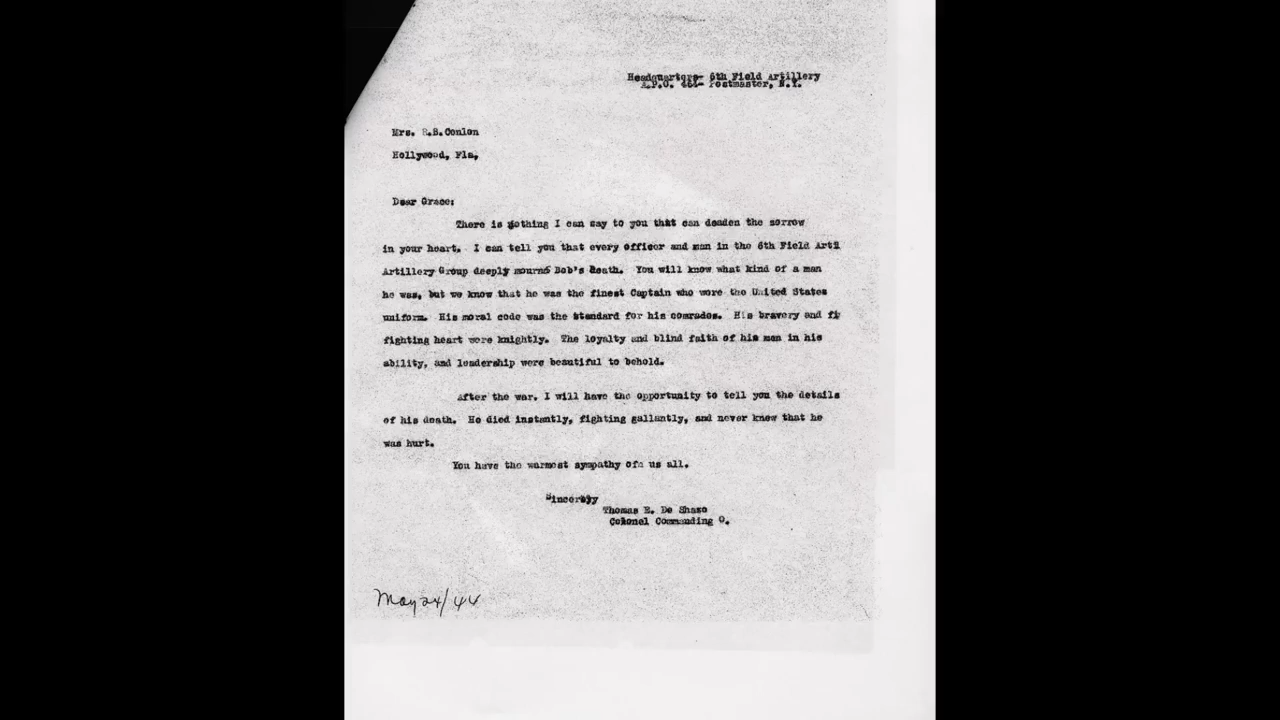 Headquarters- 6th Field Artillery
A.P.O. 464- Postmaster, N.Y.
Mrs. R.B.Conlon
Hollywood, Fla,
Dear Grace:
There is nothing I can say to you that can deaden the sorrow
in your heart. I can tell you that every officer and man in the 6th Field Arti
Artillery Group deeply mourns Bob's death. You will know what kind of a man
he was, but we know that he was the finest Captain who wore the United States
uniform. His moral code was the standard for his comrades. His bravery and fi
fighting heart were knightly. The loyalty and blind faith of his men in his
ability, and leadership were beautiful to behold.
After the war, I will have the opportunity to tell you the details
of his death. He died instantly, fighting gallantly, and never knew that he
was hurt.
You have the warmest sympathy of us all.
Thomas E. De Shazo
Colonel Commanding O.
May 24/44